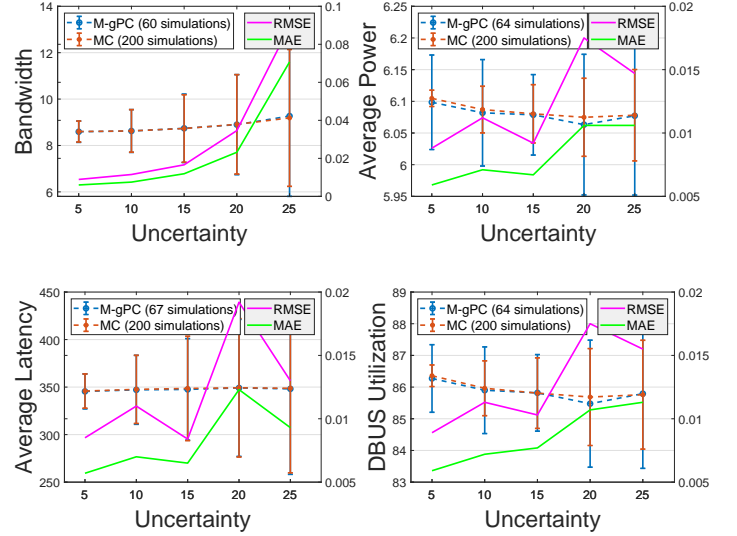 14
12
10
8
6
Bandwidth
M-gPC (60 simulations)
MC (200 simulations)
RMSE
MAE
0.1
0.08
0.06
0.04
0.02
0
5 10 15 20 25
Uncertainty
6.25
6.2
6.15
6.1
6.05
6
5.95
Average Power
M-gPC (64 simulations)
MC (200 simulations)
RMSE
MAE
0.02
0.015
0.01
0.005
5 10 15 20 25
Uncertainty
450
400
350
300
250
Average Latency
M-gPC (67 simulations)
MC (200 simulations)
RMSE
MAE
0.02
0.015
0.01
0.005
5 10 15 20 25
Uncertainty
89
88
87
86
85
84
83
DBUS Utilization
M-gPC (64 simulations)
MC (200 simulations)
RMSE
MAE
0.02
0.015
0.01
0.005
5 10 15 20 25
Uncertainty